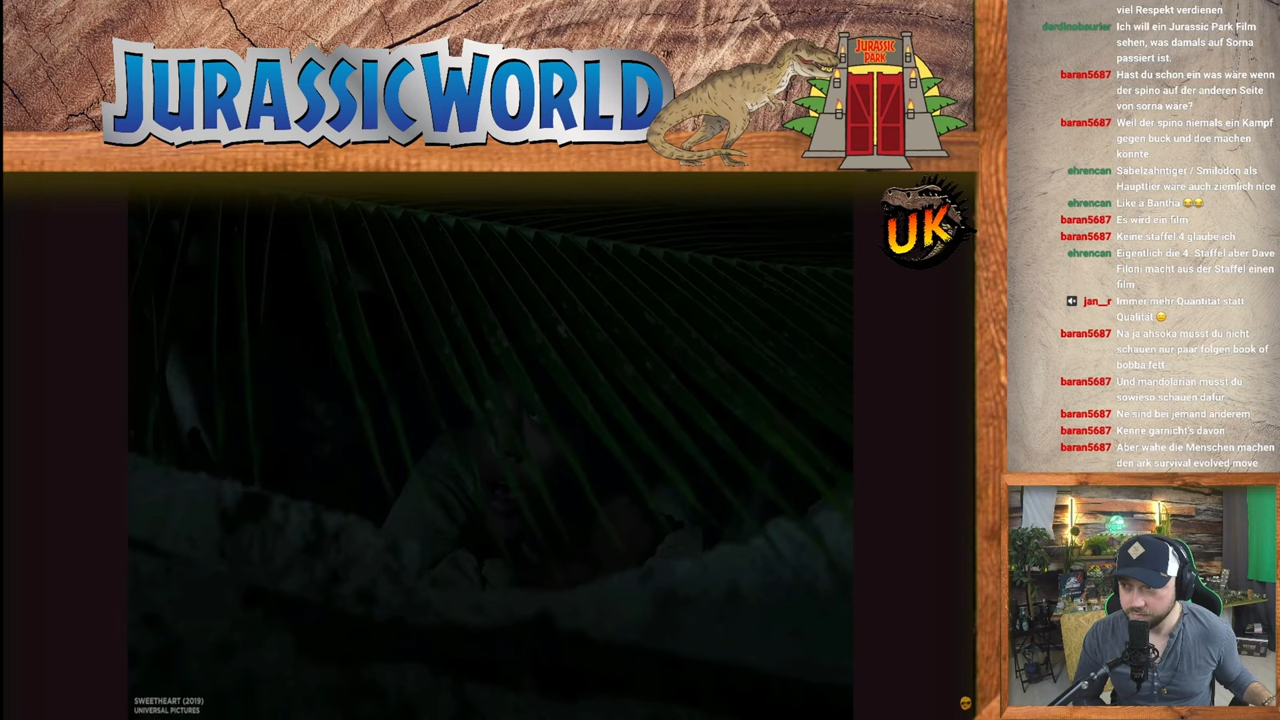 JURASSIC WORLD
JURASSIC
PARK
UK
SWEETHEART (2019)
UNIVERSAL PICTURES
viel Respekt verdienen
derdinobeurier Ich will ein Jurassic Park Film
sehen, was damals auf Sorna
passiert ist.
baran5687 Hast du schon ein was wäre wenn
der spino auf der anderen Seite
von sorna wäre?
baran5687 Weil der spino niemals ein Kampf
gegen buck und doe machen
konnte
ehrencan Säbelzahntiger / Smilodon als
Haupttier wäre auch ziemlich nice
ehrencan Like a Bantha 😂😂
baran5687 Es wird ein film
baran5687 Keine staffel 4 glaube ich
ehrencan Eigentlich die 4. Staffel aber Dave
Filoni macht aus der Staffel einen
film
jan__r Immer mehr Quantität statt
Qualität 😑
baran5687 Na ja ahsoka musst du nicht
schauen nur paar folgen book of
bobba fett
baran5687 Und mandolarian musst du
sowieso schauen dafür
baran5687 Ne sind bei jemand anderem
baran5687 Kenne garnicht's davon
baran5687 Aber wahe die Menschen machen
den ark survival evolved move